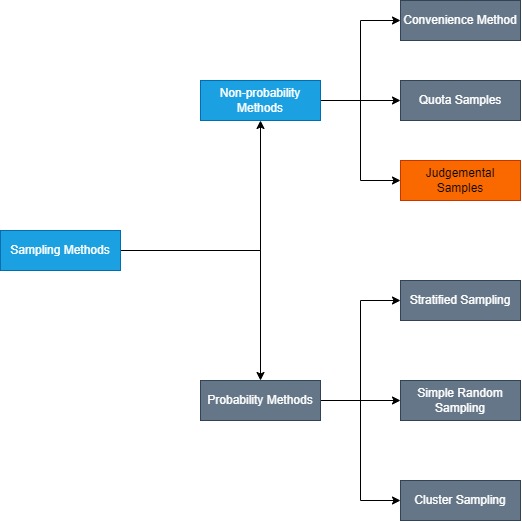 Convenience Method
Non-probability
Methods
Quota Samples
Judgemental
Samples
Sampling Methods
Stratified Sampling
Probability Methods
Simple Random
Sampling
Cluster Sampling